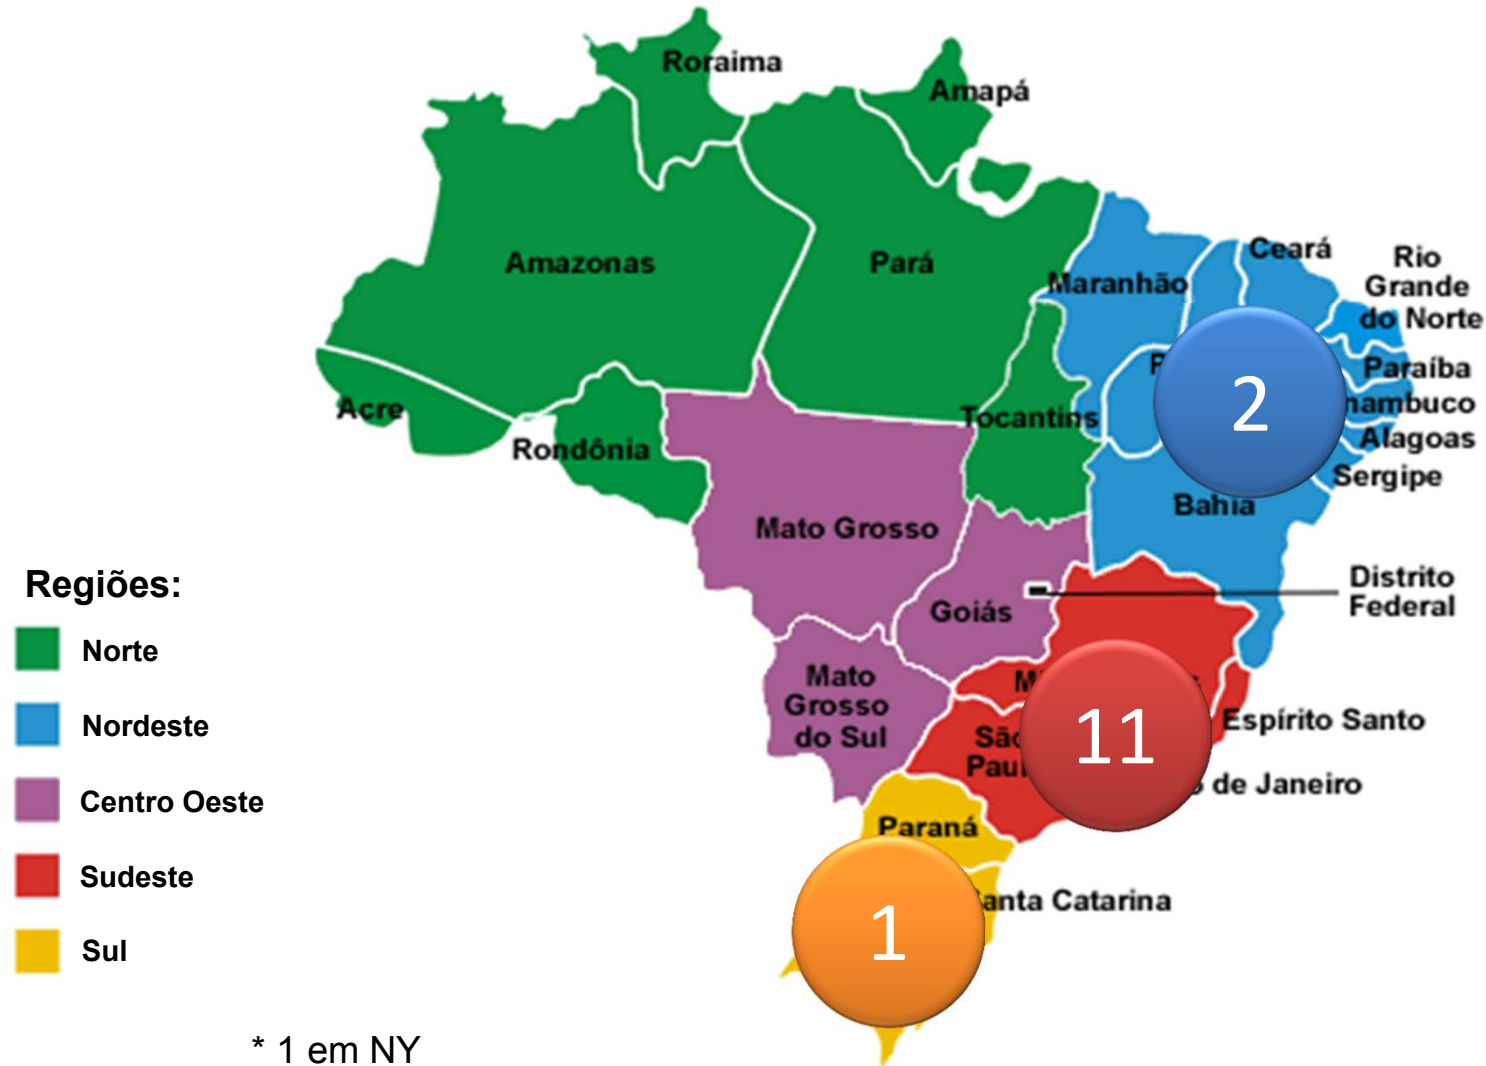 Roraima
Amapá
Amazonas
Pará
Maranhão
Ceará
Rio
Grande
do Norte
Paraíba
Acre
Rondônia
Tocantins
2
Alagoas
Sergipe
Bahia
Mato Grosso
Goiás
Distrito
Federal
Mato
Grosso
do Sul
11
Espírito Santo
de Janeiro
Paraná
1
Catarina
Regiões:
Norte
Nordeste
Centro Oeste
Sudeste
Sul
* 1 em NY